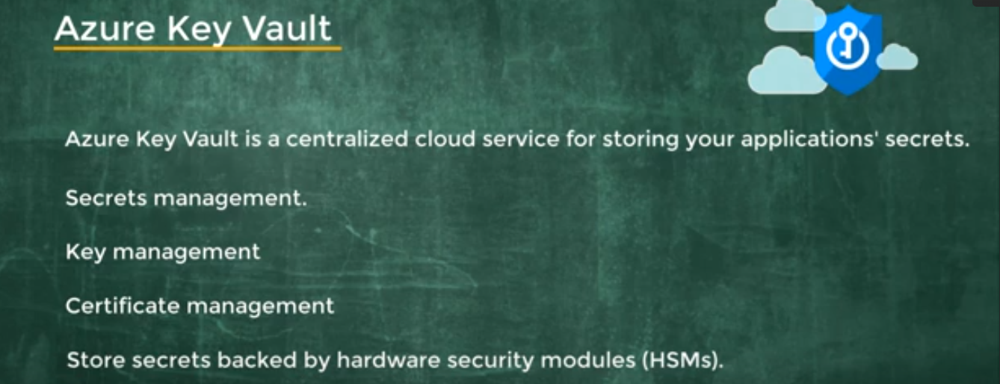 Azure Key Vault
Azure Key Vault is a centralized cloud service for storing your applications' secrets.
Secrets management.
Key management
Certificate management
Store secrets backed by hardware security modules (HSMs).